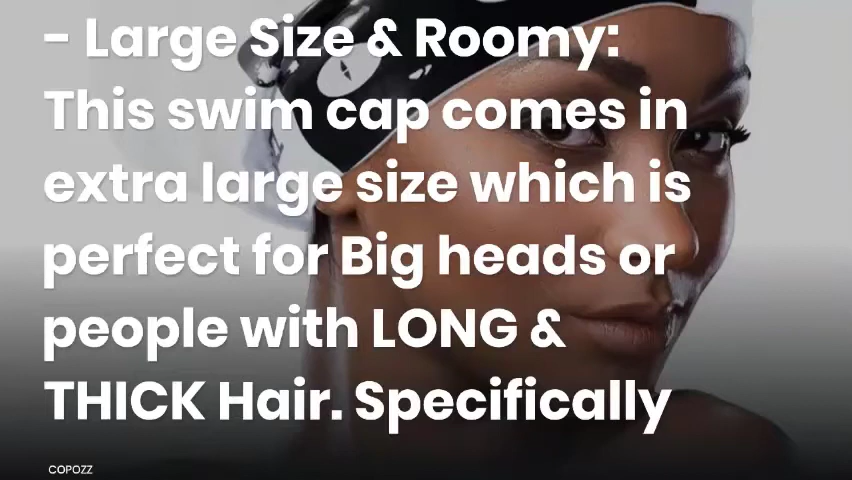 - Large Size & Roomy:
This swim cap comes in
extra large size which is
perfect for Big heads or
people with LONG &
THICK Hair. Specifically
COPOZZ